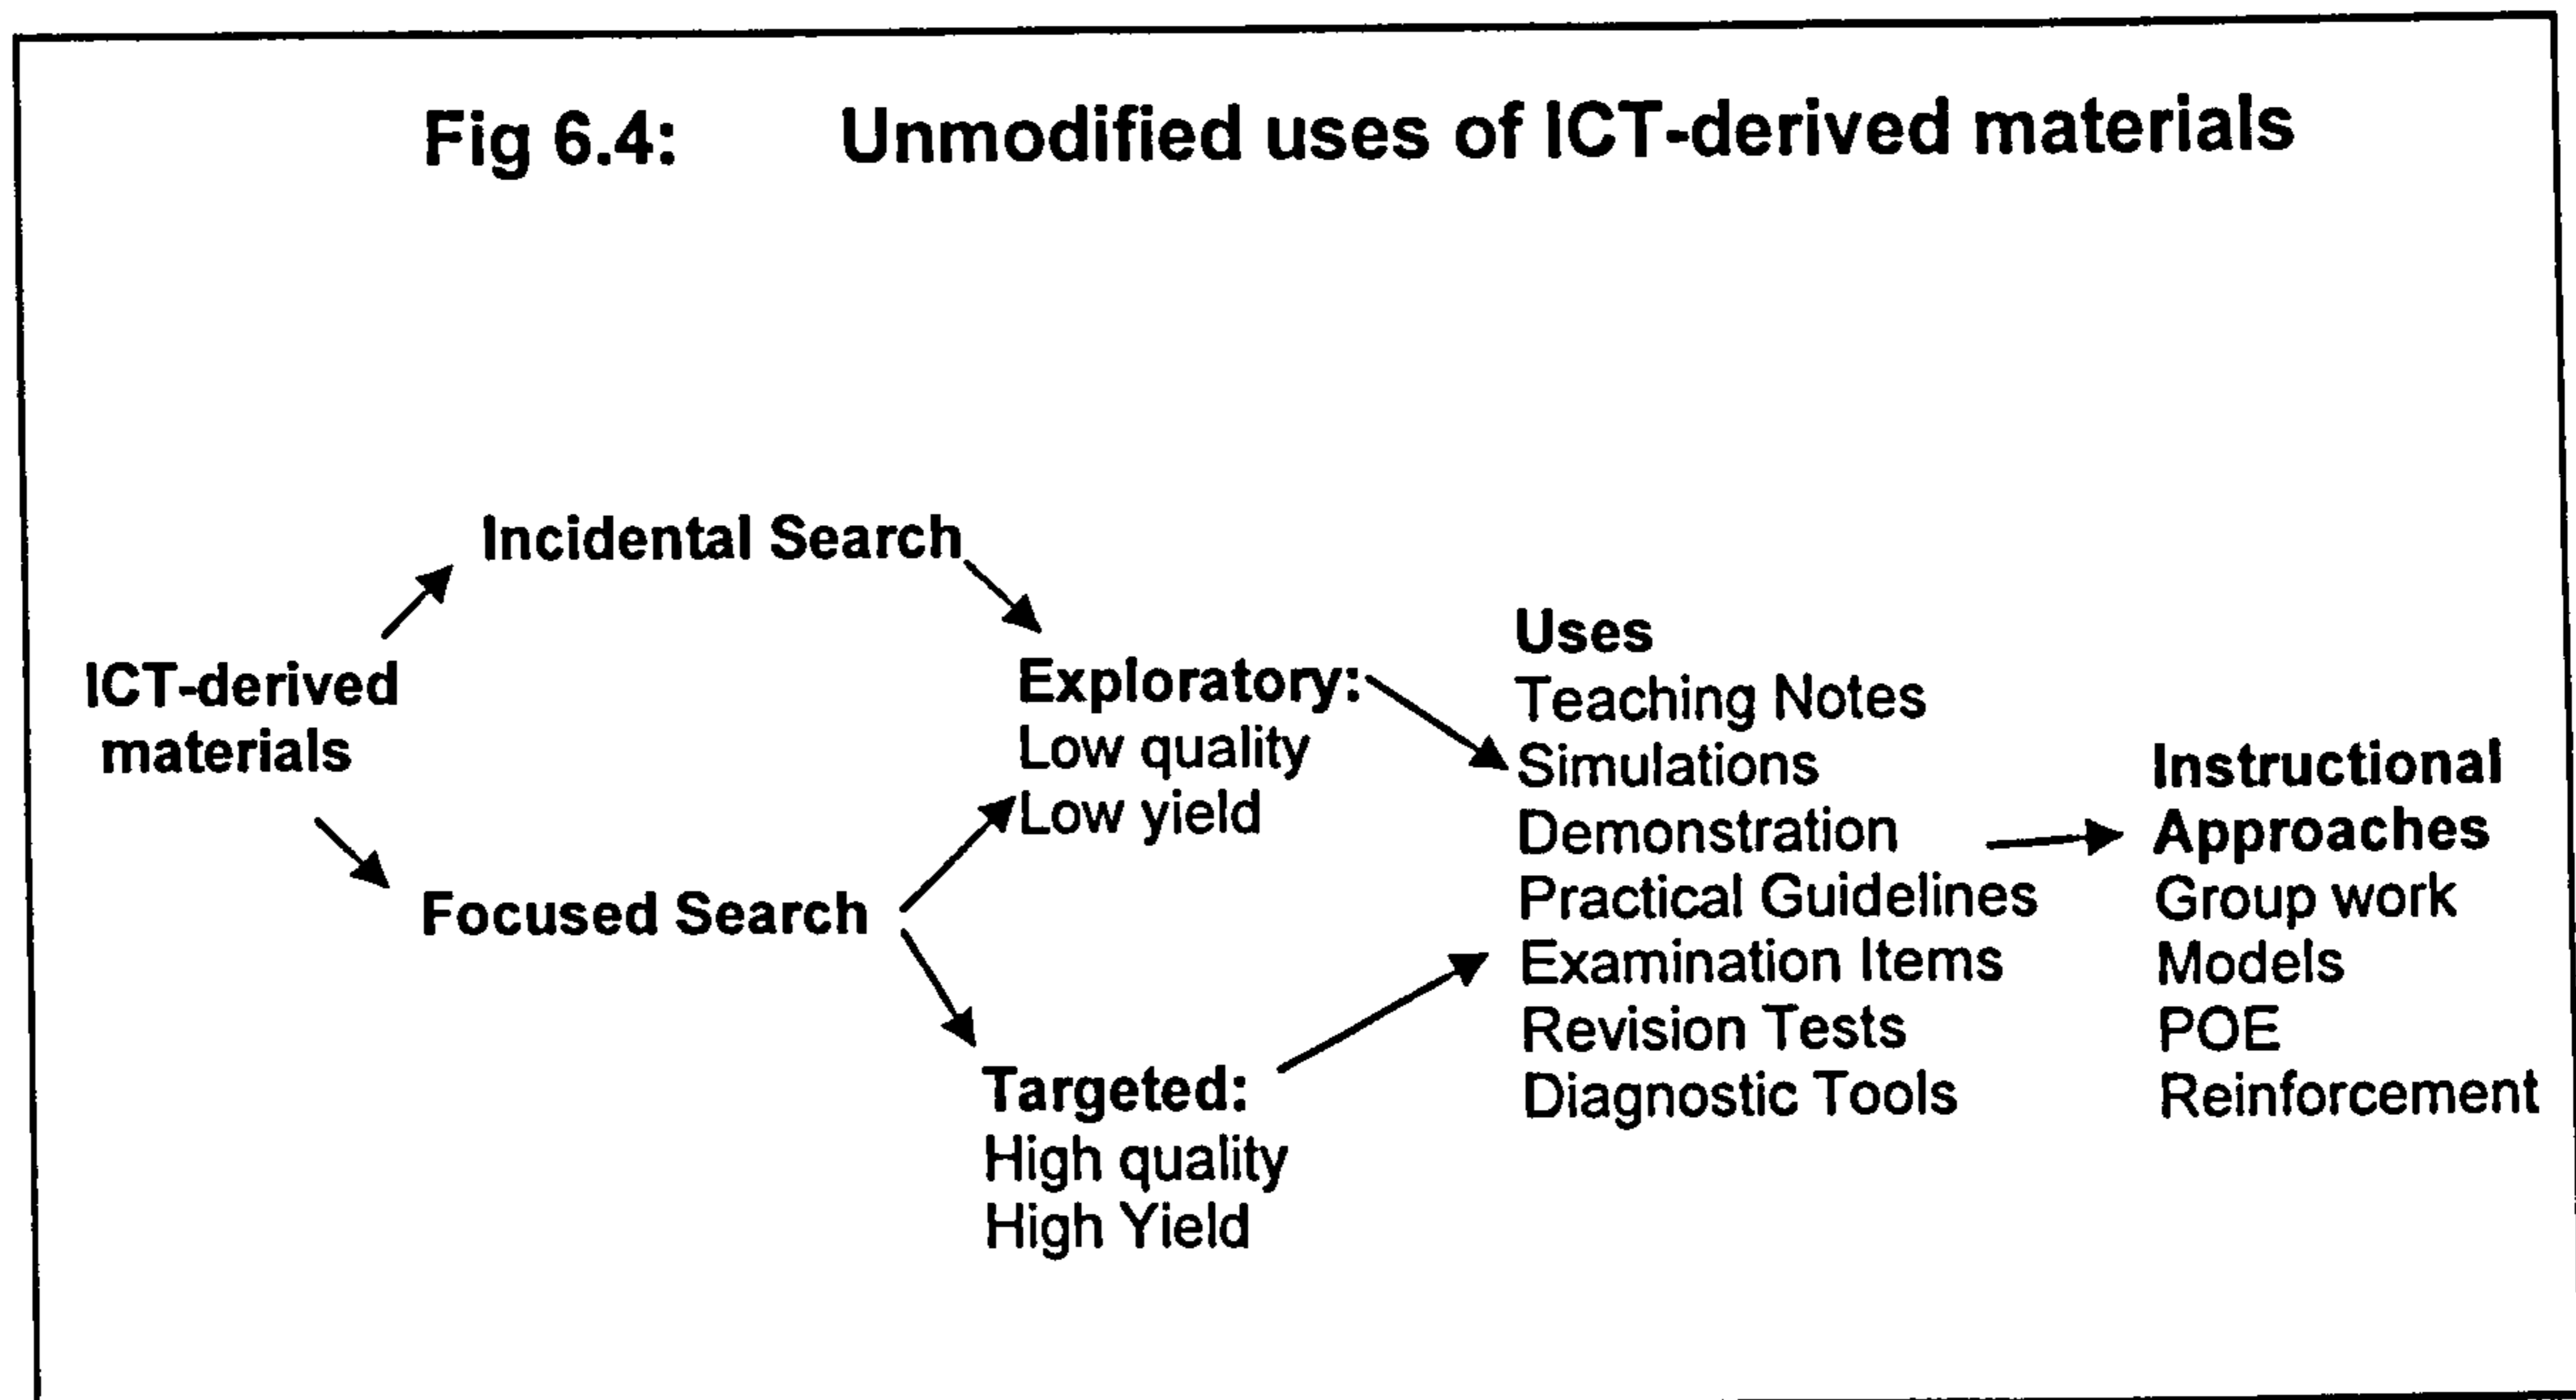 Fig 6.4: Unmodified uses of ICT-derived materials
Incidental Search
ICT-derived
materials
Focused Search
Exploratory:
Low quality
Low yield
Targeted:
High quality
High Yield
Uses
Teaching Notes
Simulations
Demonstration
Practical Guidelines
Examination Items
Revision Tests
Diagnostic Tools
Instructional
Approaches
Group work
Models
POE
Reinforcement